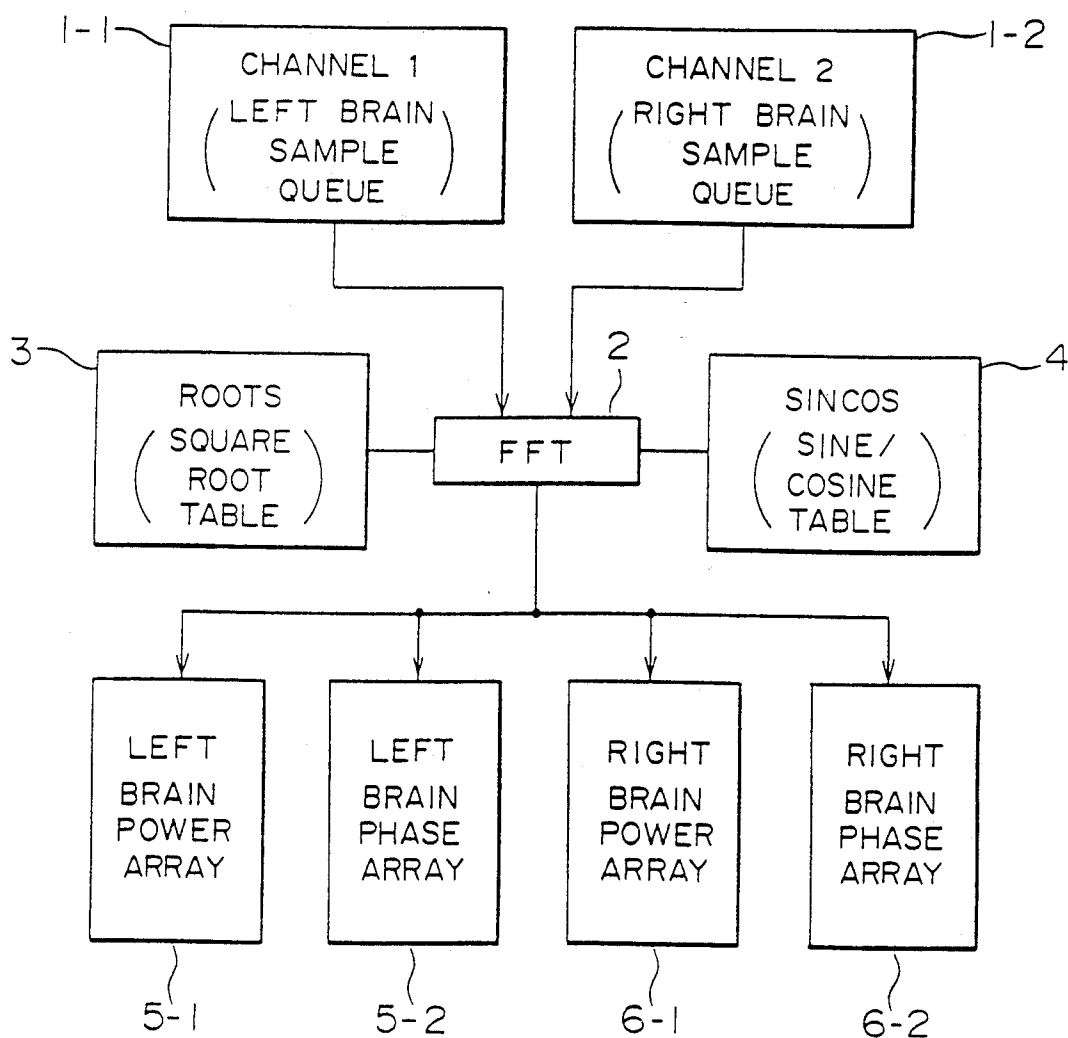 1-1
CHANNEL 1
(LEFT BRAIN
SAMPLE
QUEUE)
1-2
CHANNEL 2
(RIGHT BRAIN
SAMPLE
QUEUE)
3
ROOTS
(SQUARE
ROOT
TABLE)
2
FFT
4
SINCOS
(SINE/
COSINE
TABLE)
LEFT
BRAIN
POWER
ARRAY
5-1
LEFT
BRAIN
PHASE
ARRAY
5-2
RIGHT
BRAIN
POWER
ARRAY
6-1
RIGHT
BRAIN
PHASE
ARRAY
6-2